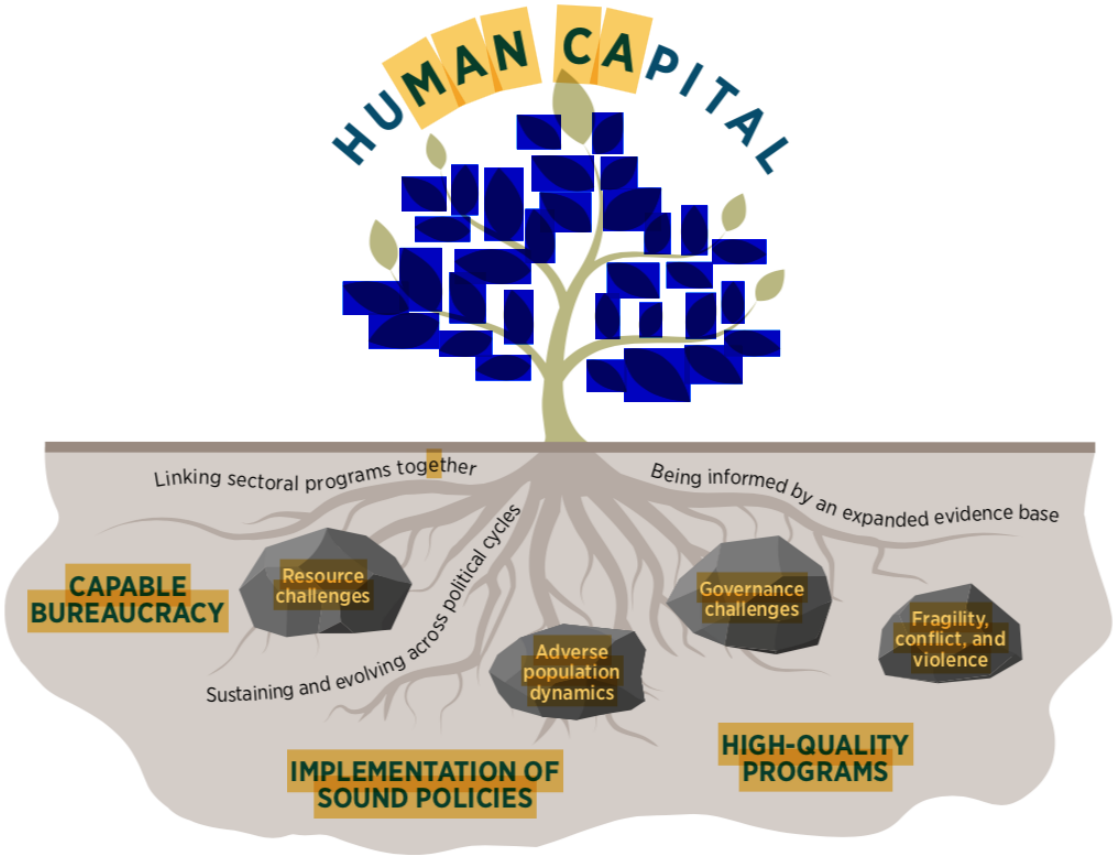 HUMAN CAPITAL
Linking sectoral programs together
Being informed by an expanded evidence base
Sustaining and evolving across political cycles
CAPABLE
BUREAUCRACY
Resource
challenges
Governance
challenges
Fragility,
conflict, and
violence
Adverse
population
dynamics
IMPLEMENTATION OF
SOUND POLICIES
HIGH-QUALITY
PROGRAMS